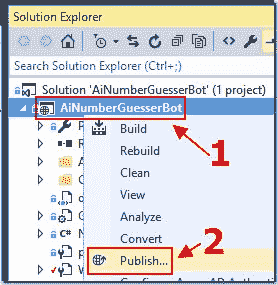 Solution Explorer
Search Solution Explorer (Ctrl+;)
Solution 'AiNumberGuesserBot' (1 project)
AiNumberGuesserBot
1
Build
Rebuild
Clean
View
Analyze
Convert
2
Publish...